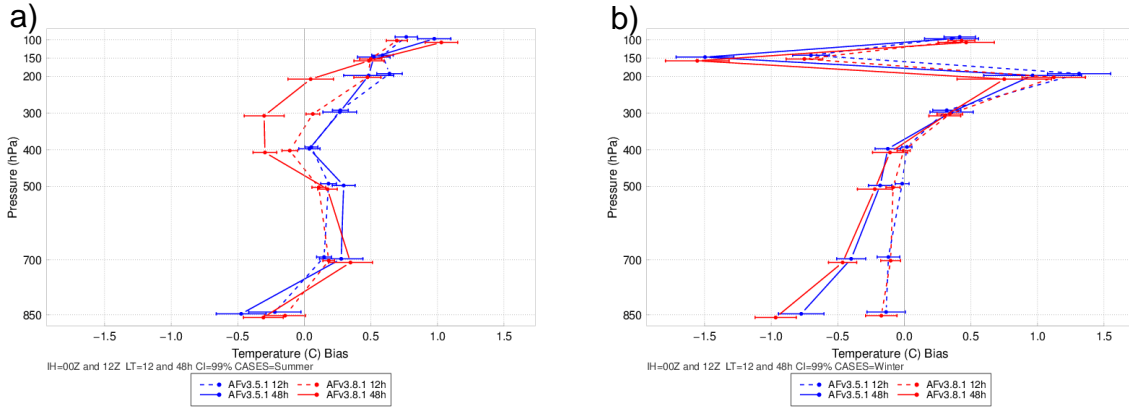 a)
Pressure (hPa)
100
150
200
300
400
500
700
850
−1.5 −1.0 −0.5 0.0 0.5 1.0 1.5
Temperature (C) Bias
IH=00Z and 12Z LT=12 and 48h CI=99% CASES=Summer
AFv3.5.1 12h AFv3.8.1 12h
AFv3.5.1 48h AFv3.8.1 48h
b)
Pressure (hPa)
100
150
200
300
400
500
700
850
−1.5 −1.0 −0.5 0.0 0.5 1.0 1.5
Temperature (C) Bias
IH=00Z and 12Z LT=12 and 48h CI=99% CASES=Winter
AFv3.5.1 12h AFv3.8.1 12h
AFv3.5.1 48h AFv3.8.1 48h